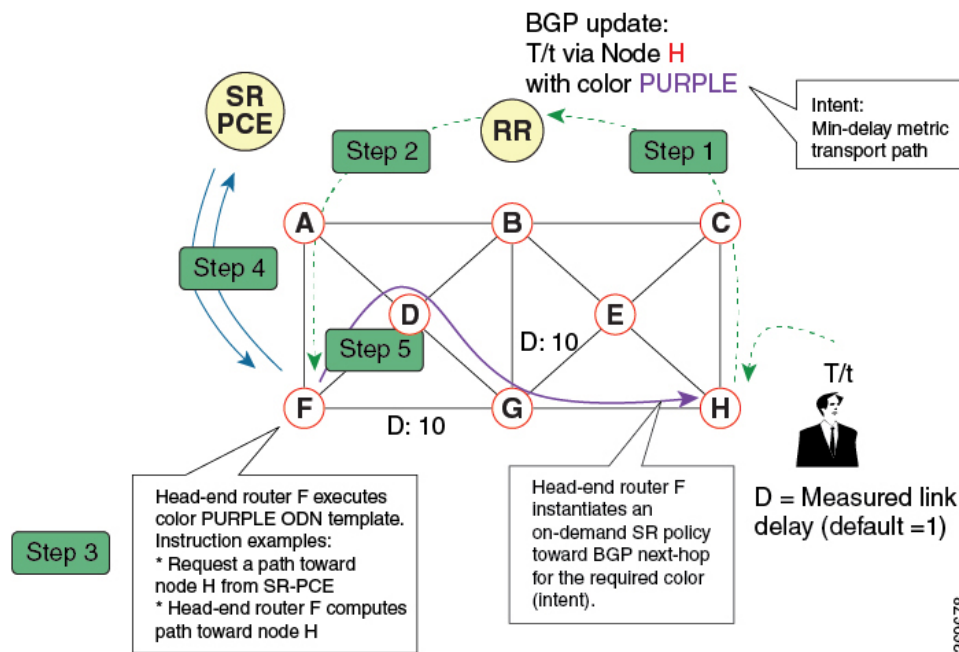 BGP update:
T/t via Node H
with color PURPLE
Intent:
Min-delay metric
transport path
SR
PCE
RR
Step 2
Step 1
A
B
C
Step 4
D
E
Step 5
D: 10
T/t
F
G
H
D: 10
Head-end router F executes
color PURPLE ODN template.
Instruction examples:
* Request a path toward
node H from SR-PCE
* Head-end router F computes
path toward node H
Step 3
Head-end router F
instantiates an
on-demand SR policy
toward BGP next-hop
for the required color
(intent).
D = Measured link
delay (default =1)